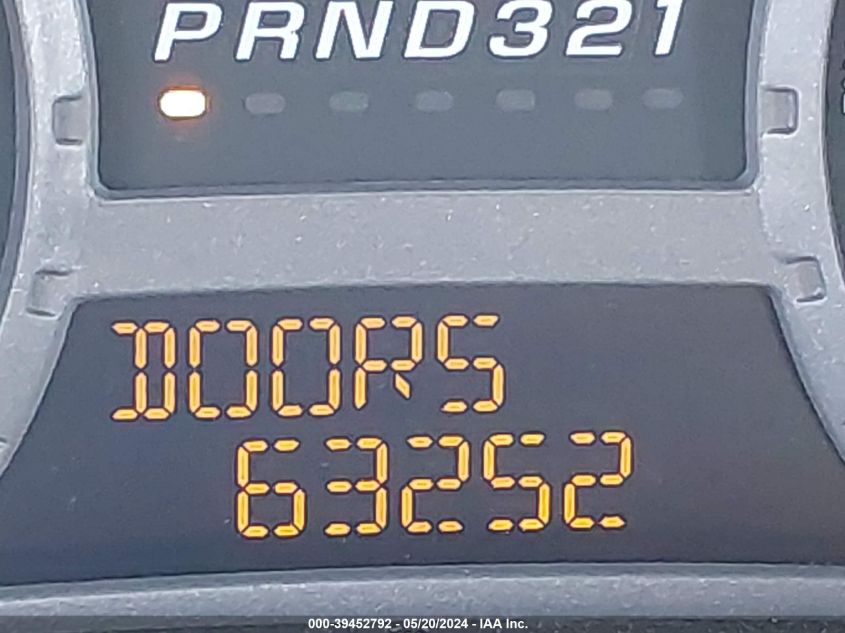 PRND321
DOORS
63252
000-39452792 - 05/20/2024 - IAA Inc.